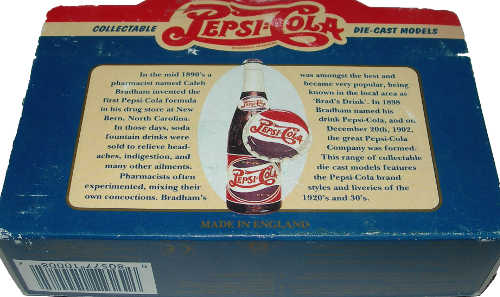 COLLECTABLE PEPSI-COLA DIE-CAST MODELS
In the mid 1890's a
pharmacist named Caleb
Bradham invented the
first Pepsi-Cola formula
in his drug store at New
Bern, North Carolina.
In those days, soda
fountain drinks were
sold to relieve head-
aches, indigestion, and
many other ailments.
Pharmacists often
experimented, mixing their
own concoctions. Bradham's
PEPSI-COLA
PEPSI-COLA
PEPSI-COLA
was amongst the best and
became very popular, being
known in the local area as
'Brad's Drink'. In 1898
Bradham named his
drink Pepsi-Cola, and on
December 20th, 1902,
the great Pepsi-Cola
Company was formed.
This range of collectable
die cast models features
the Pepsi-Cola brand
styles and liveries of the
1920's and 30's.
MADE IN ENGLAND